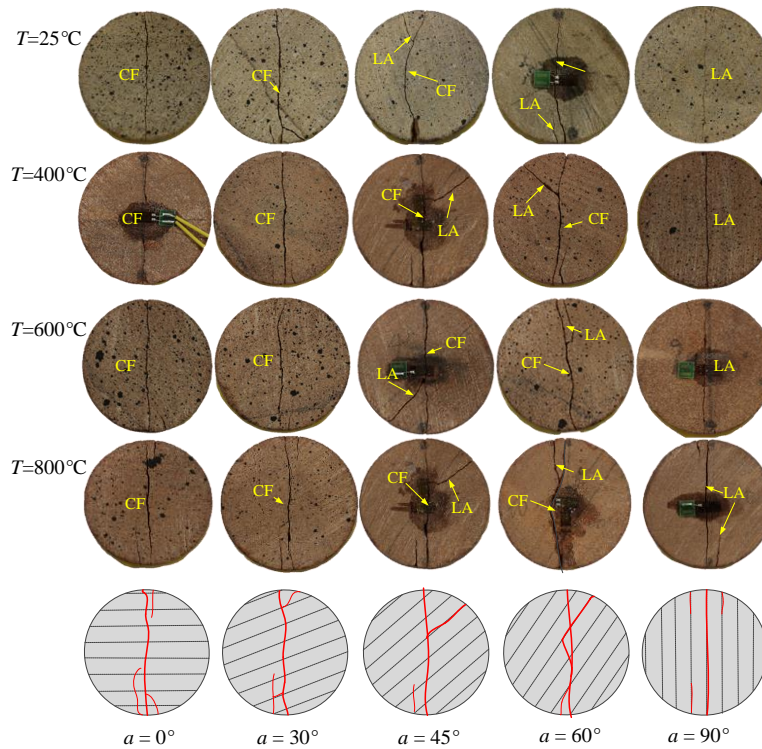 T=25℃
CF
CF
LA
CF
LA
LA
T=400℃
CF
CF
CF
LA
LA
CF
LA
T=600℃
CF
CF
CF
LA
LA
CF
LA
T=800℃
CF
CF
CF
LA
LA
CF
LA
a = 0°
a = 30°
a = 45°
a = 60°
a = 90°